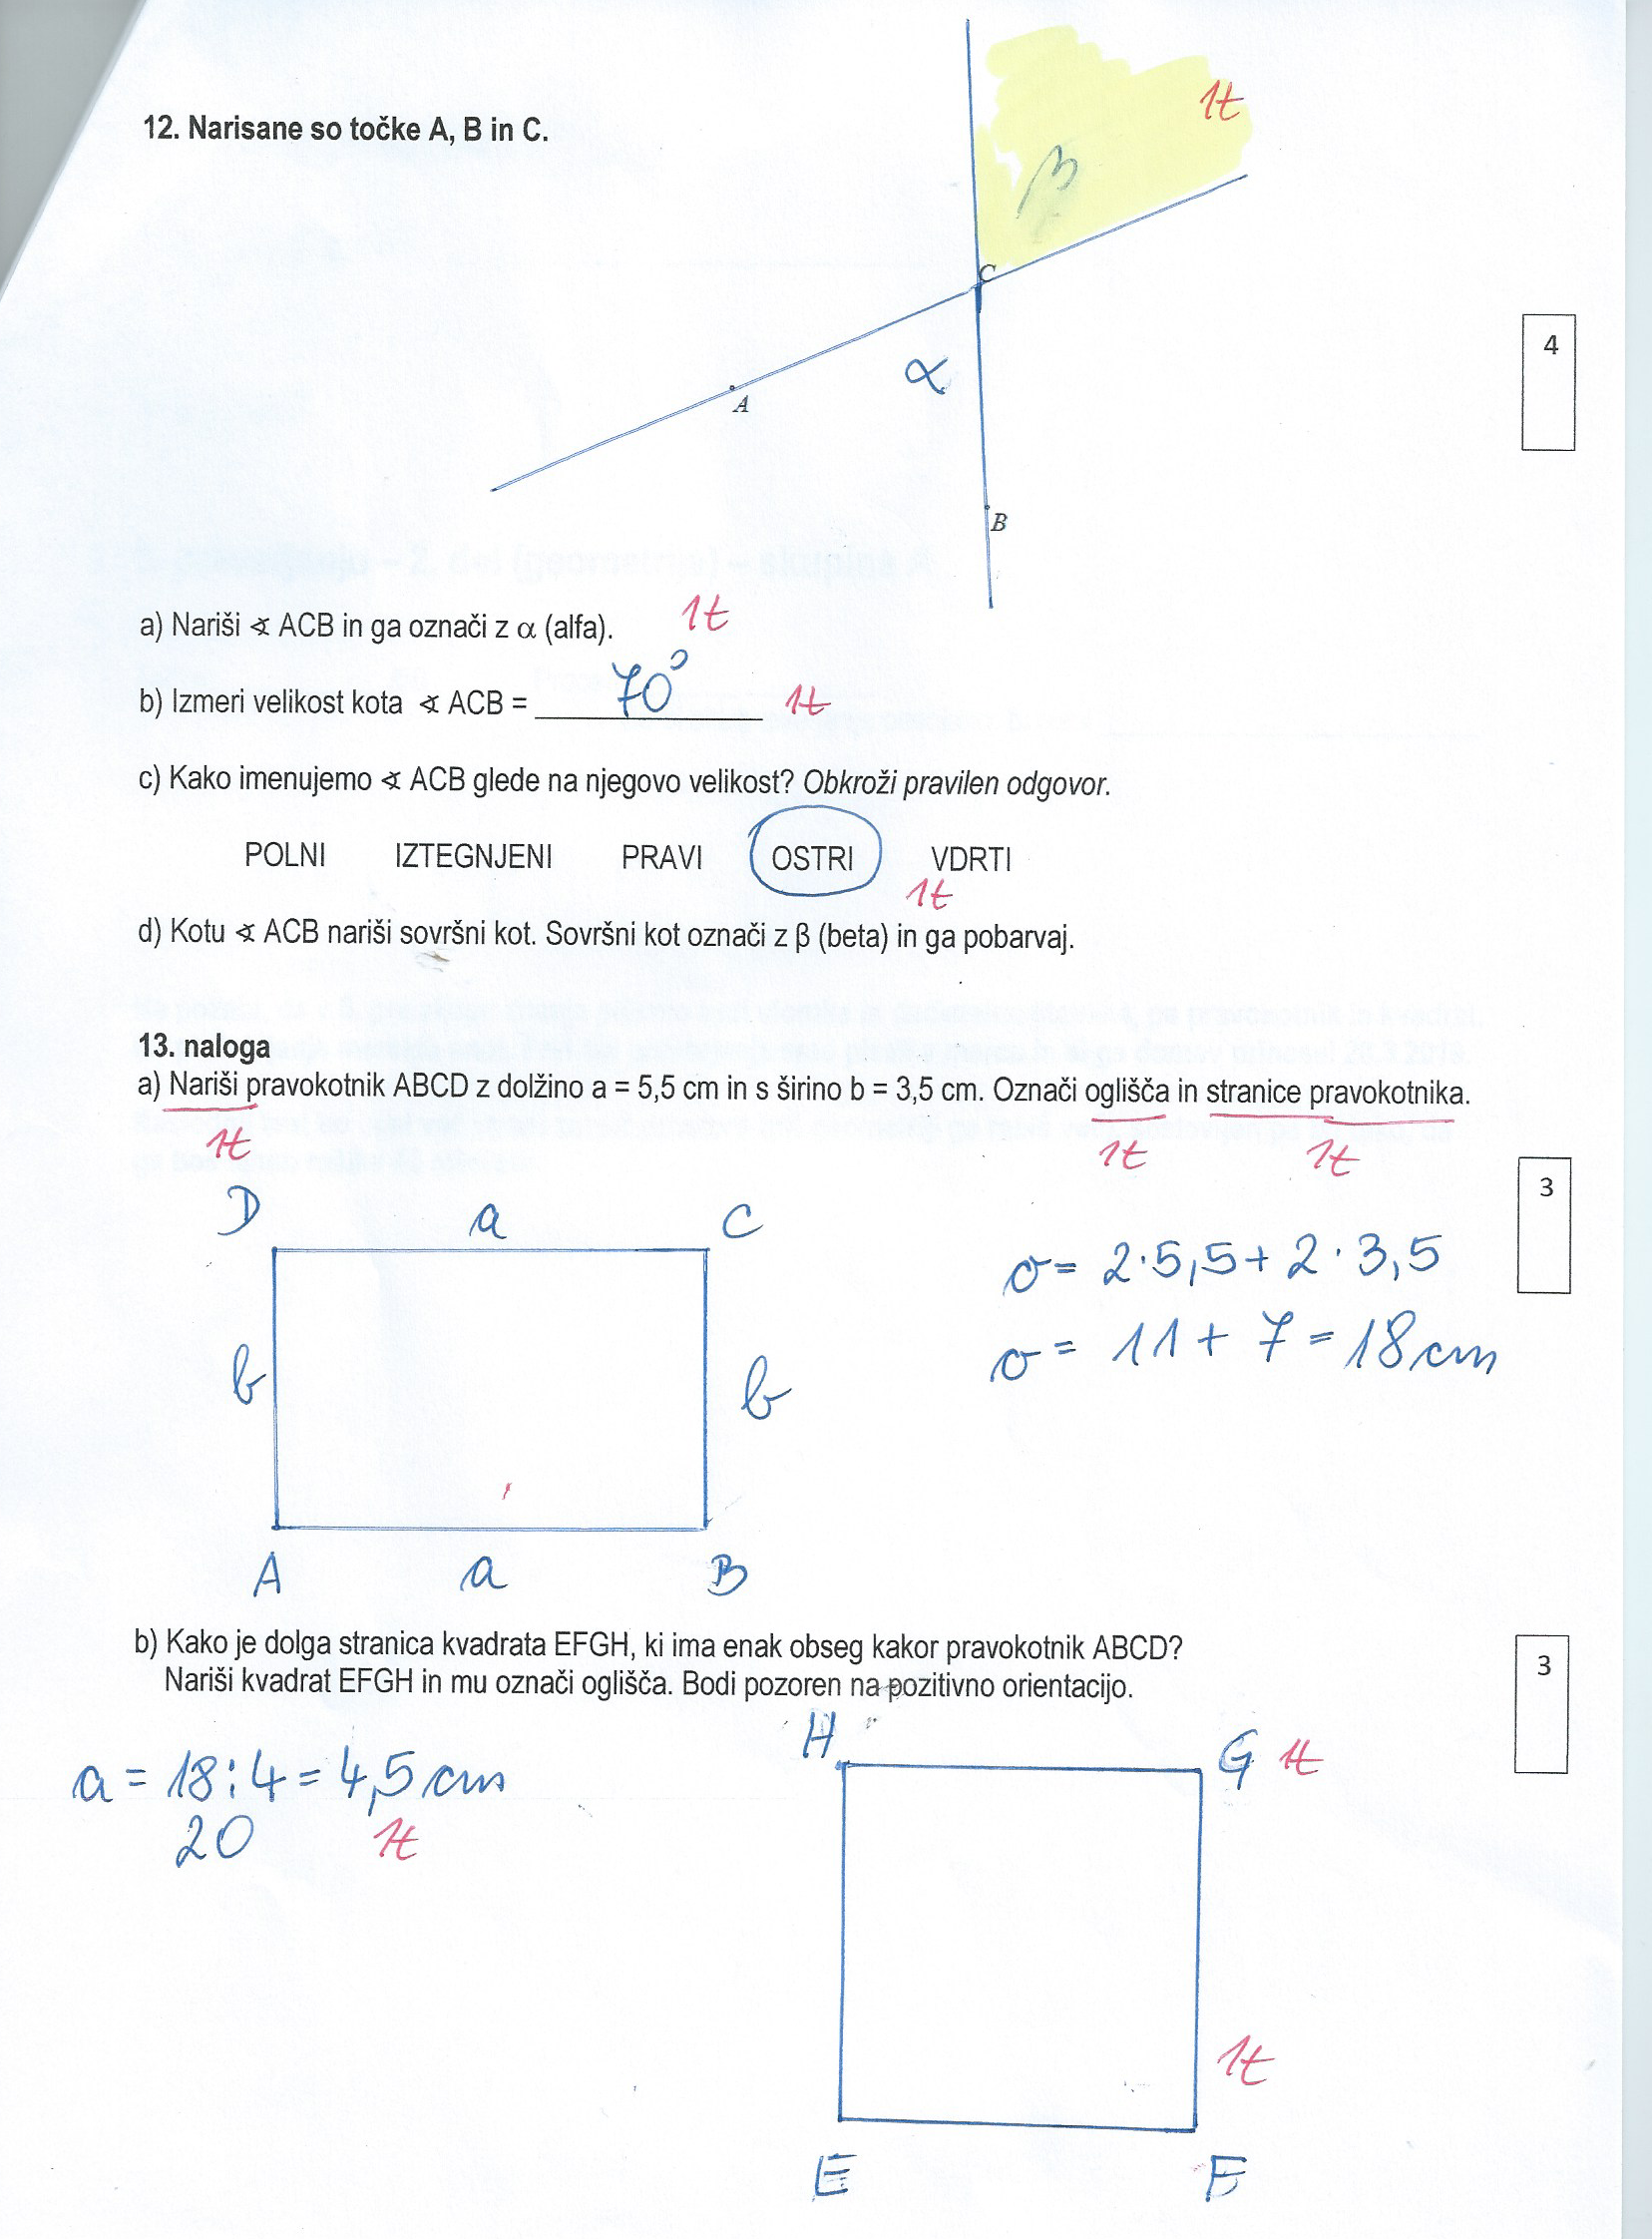 12. Narisane so točke A, B in C.
1t
β
C
4
α
A
B
a) Nariši ∢ ACB in ga označi z α (alfa). 1t
b) Izmeri velikost kota ∢ ACB = 70° 1t
c) Kako imenujemo ∢ ACB glede na njegovo velikost? Obkroži pravilen odgovor.
POLNI IZTEGNJENI PRAVI OSTRI VDRTI
1t
d) Kotu ∢ ACB nariši sovršni kot. Sovršni kot označi z β (beta) in ga pobarvaj.
13. naloga
a) Nariši pravokotnik ABCD z dolžino a = 5,5 cm in s širino b = 3,5 cm. Označi oglišča in stranice pravokotnika.
1t 1t 1t
3
D a C
o = 2·5,5 + 2·3,5
o = 11 + 7 = 18 cm
b b
A a B
b) Kako je dolga stranica kvadrata EFGH, ki ima enak obseg kakor pravokotnik ABCD?
Nariši kvadrat EFGH in mu označi oglišča. Bodi pozoren na pozitivno orientacijo.
3
H G 1t
a = 18 : 4 = 4,5 cm
20 1t
1t
E F